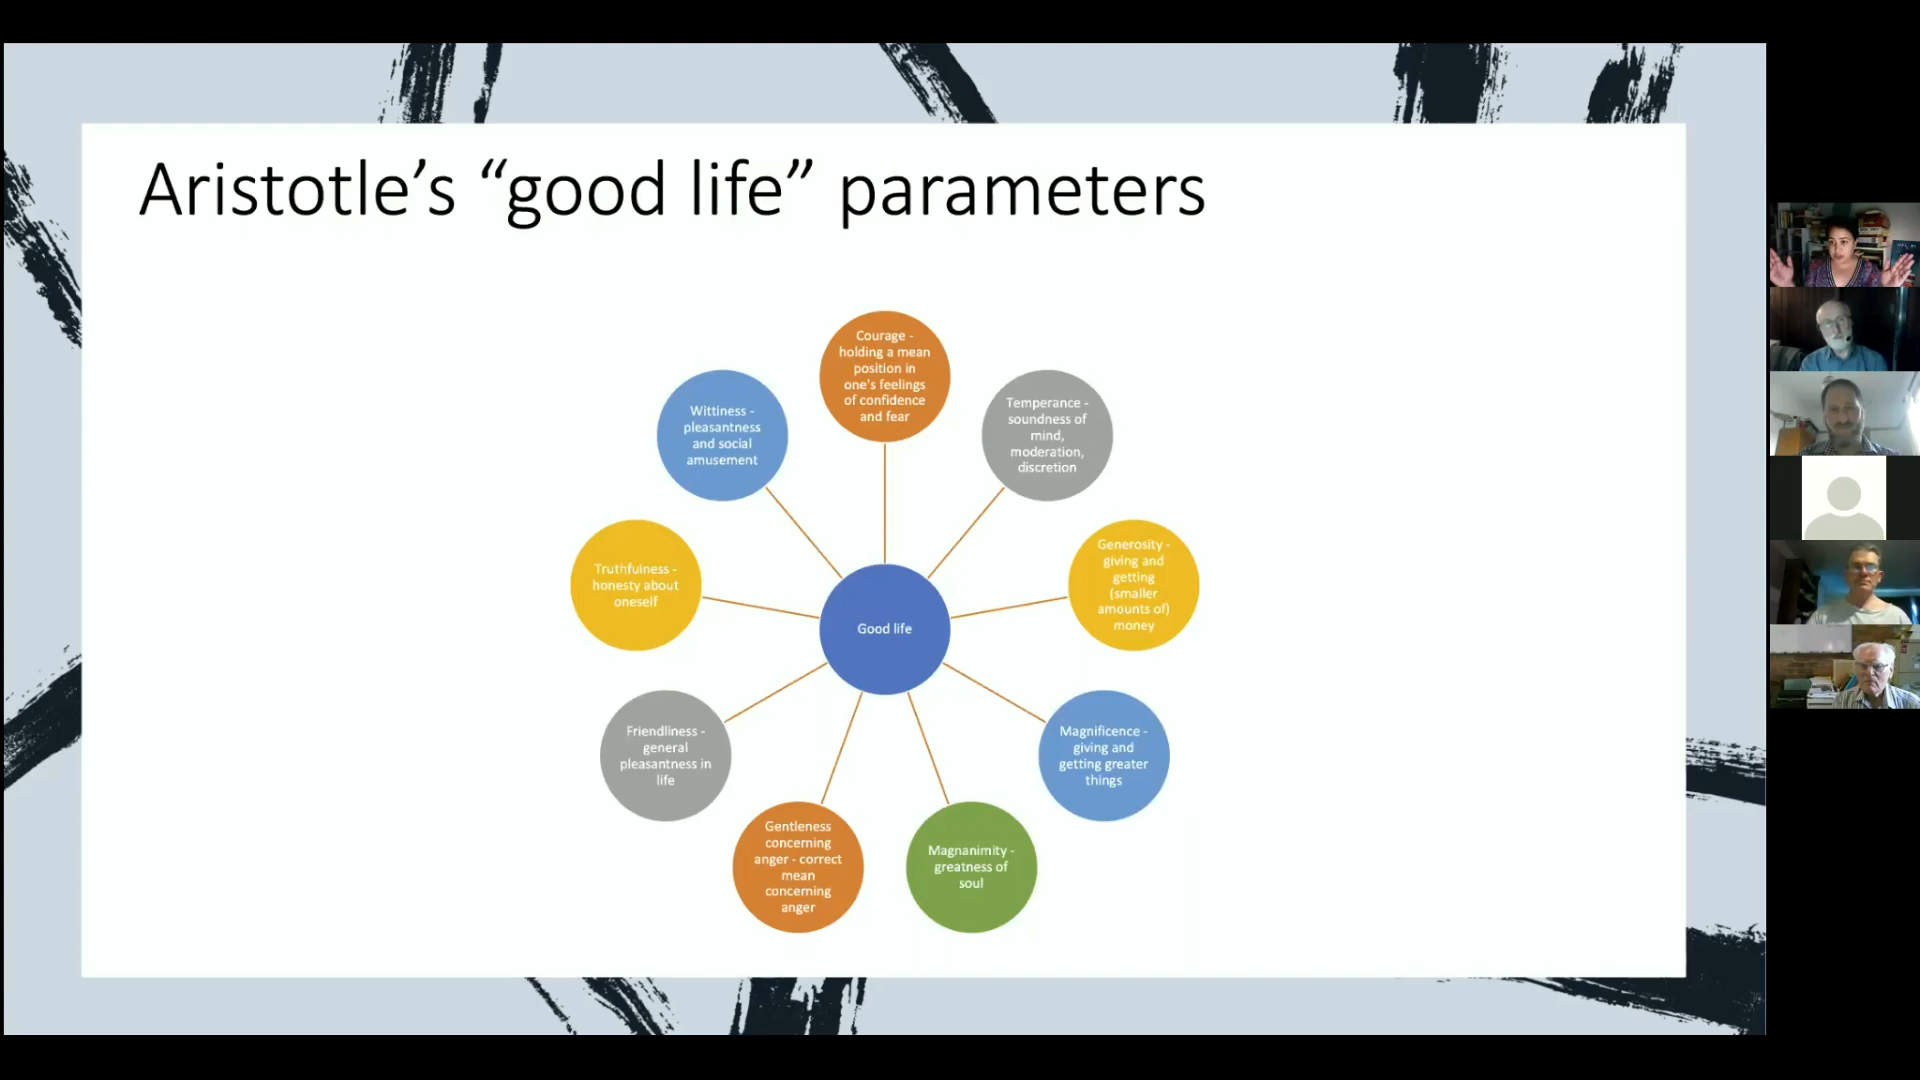 Aristotle’s “good life” parameters
Courage -
holding a mean
position in
one's feelings
of confidence
and fear
Temperance -
soundness of
mind,
moderation,
discretion
Generosity -
giving and
getting
(smaller
amounts of)
money
Magnificence -
giving and
getting greater
things
Magnanimity -
greatness of
soul
Gentleness
concerning
anger - correct
mean
concerning
anger
Friendliness -
general
pleasantness in
life
Truthfulness -
honesty about
oneself
Wittiness -
pleasantness
and social
amusement
Good life